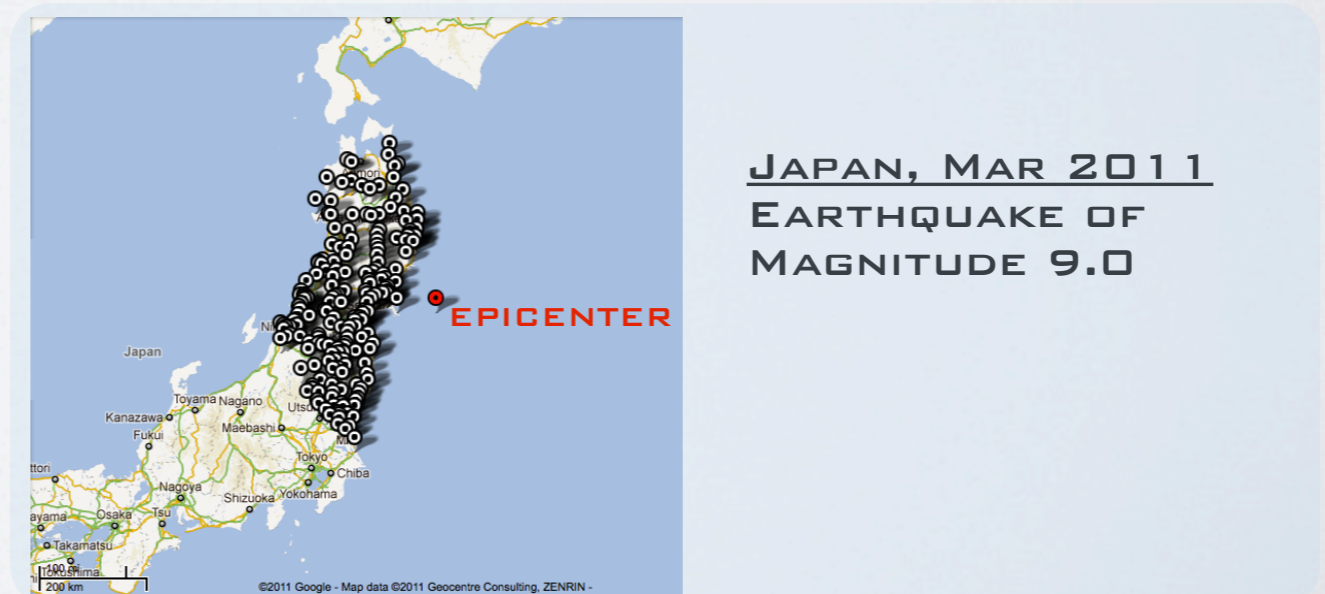 JAPAN, MAR 2011
EARTHQUAKE OF
MAGNITUDE 9.0
EPICENTER
Japan
Toyama
Nagano
Kanazawa
Maebashi
Fukui
Tokyo
Chiba
Nagoya
Shizuoka
Yokohama
Osaka
Tsu
Takamatsu
Tokushima
100 mi
200 km
©2011 Google - Map data ©2011 Geocentre Consulting, ZENRIN -